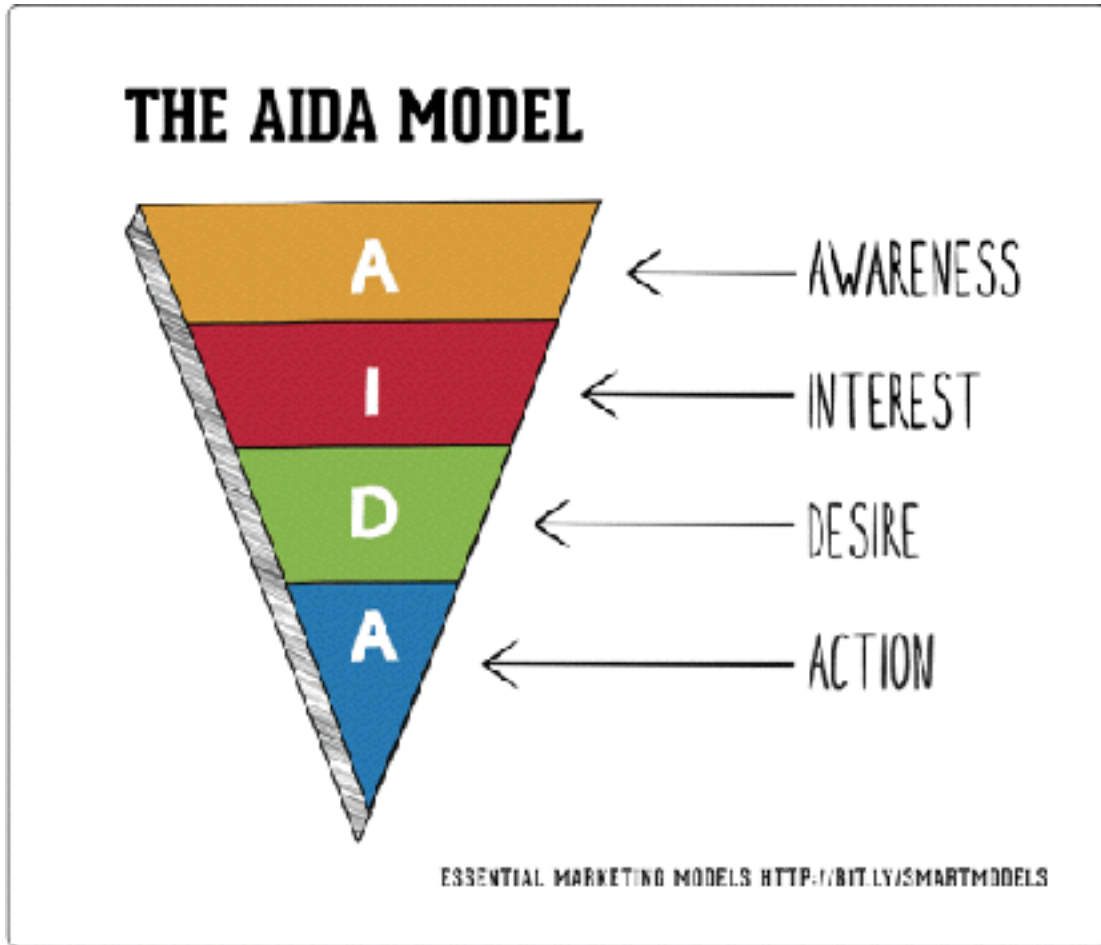 THE AIDA MODEL
A
AWARENESS
I
INTEREST
D
DESIRE
A
ACTION
ESSENTIAL MARKETING MODELS HTTP://BIT.LY/SMARTMODELS